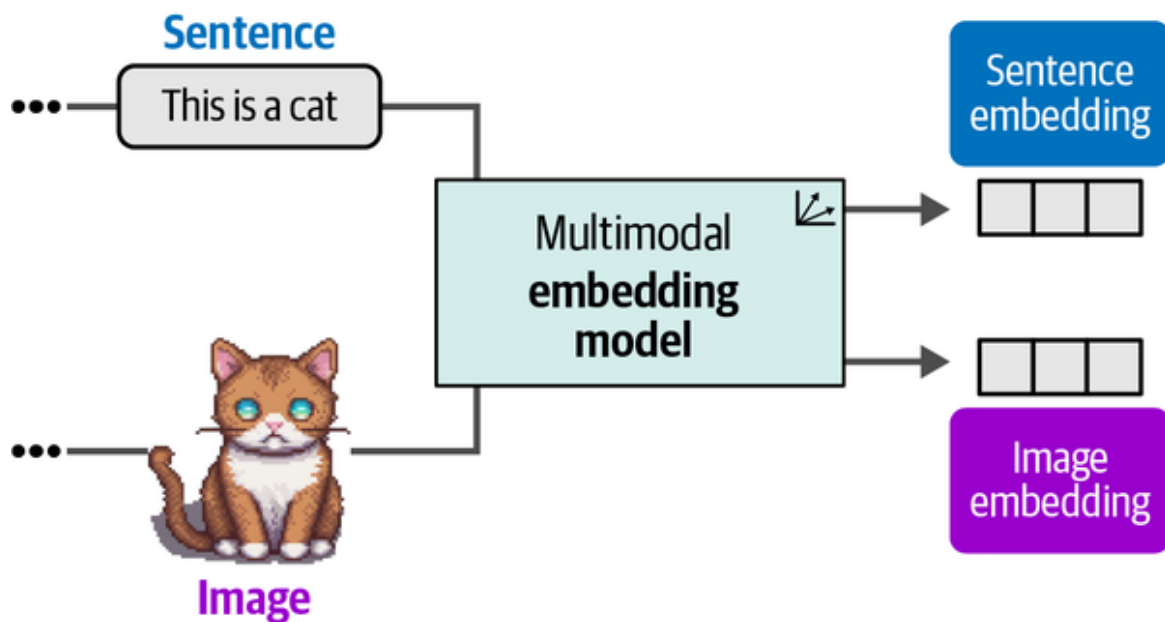 Sentence
This is a cat
Sentence
embedding
Multimodal
embedding
model
Image
embedding
Image